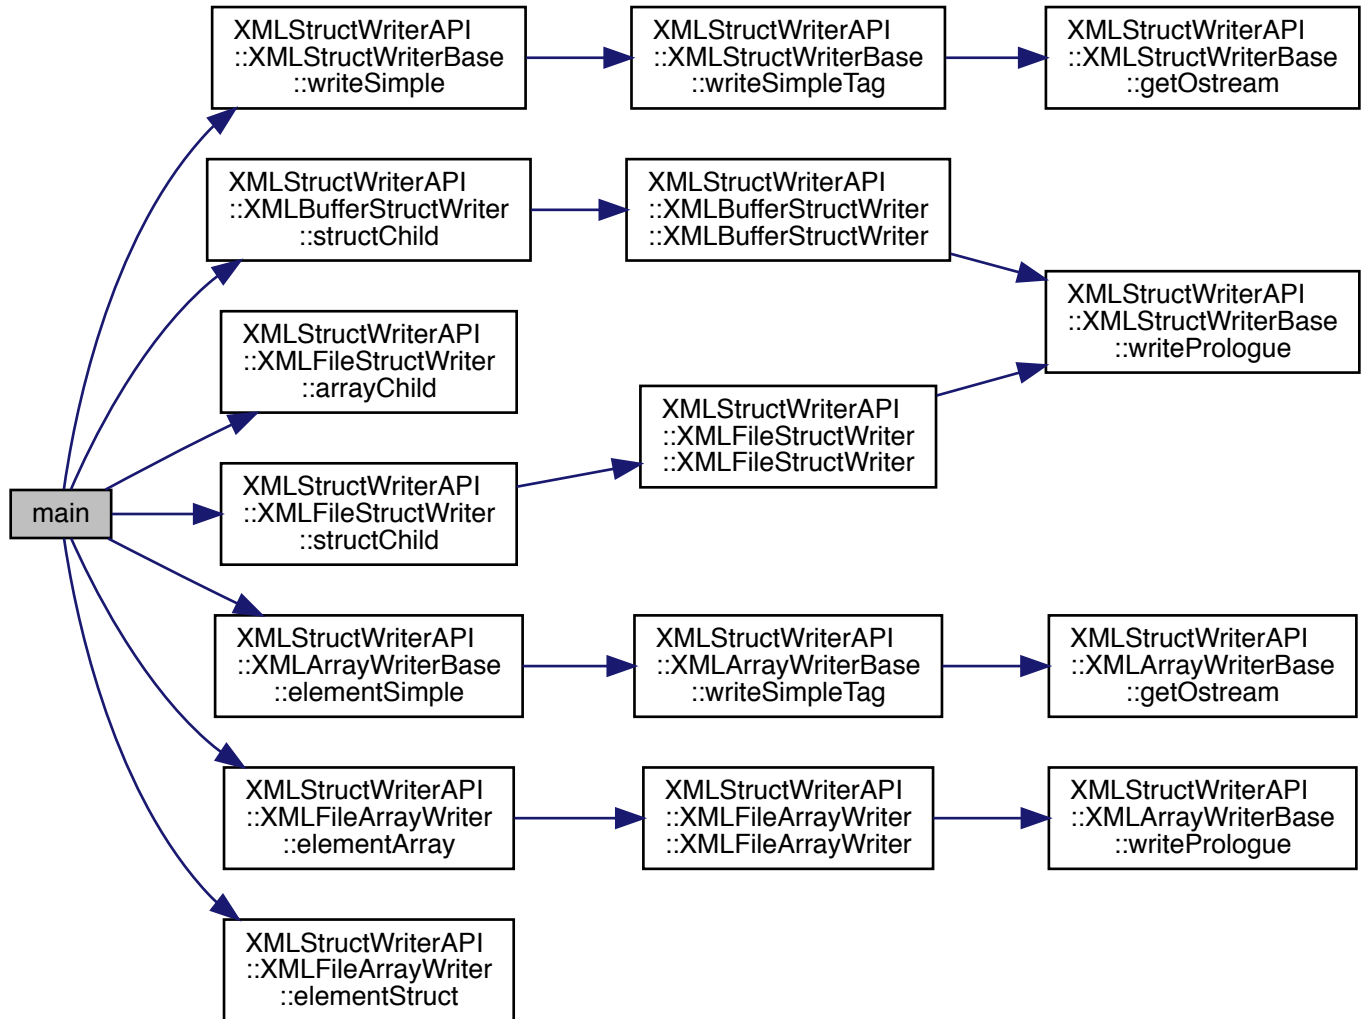 XMLStructWriterAPI
::XMLStructWriterBase
::writeSimple
XMLStructWriterAPI
::XMLStructWriterBase
::writeSimpleTag
XMLStructWriterAPI
::XMLStructWriterBase
::getOstream
XMLStructWriterAPI
::XMLBufferStructWriter
::structChild
XMLStructWriterAPI
::XMLBufferStructWriter
::XMLBufferStructWriter
XMLStructWriterAPI
::XMLStructWriterBase
::writePrologue
XMLStructWriterAPI
::XMLFileStructWriter
::arrayChild
XMLStructWriterAPI
::XMLFileStructWriter
::XMLFileStructWriter
main
XMLStructWriterAPI
::XMLFileStructWriter
::structChild
XMLStructWriterAPI
::XMLArrayWriterBase
::elementSimple
XMLStructWriterAPI
::XMLArrayWriterBase
::writeSimpleTag
XMLStructWriterAPI
::XMLArrayWriterBase
::getOstream
XMLStructWriterAPI
::XMLFileArrayWriter
::elementArray
XMLStructWriterAPI
::XMLFileArrayWriter
::XMLFileArrayWriter
XMLStructWriterAPI
::XMLArrayWriterBase
::writePrologue
XMLStructWriterAPI
::XMLFileArrayWriter
::elementStruct